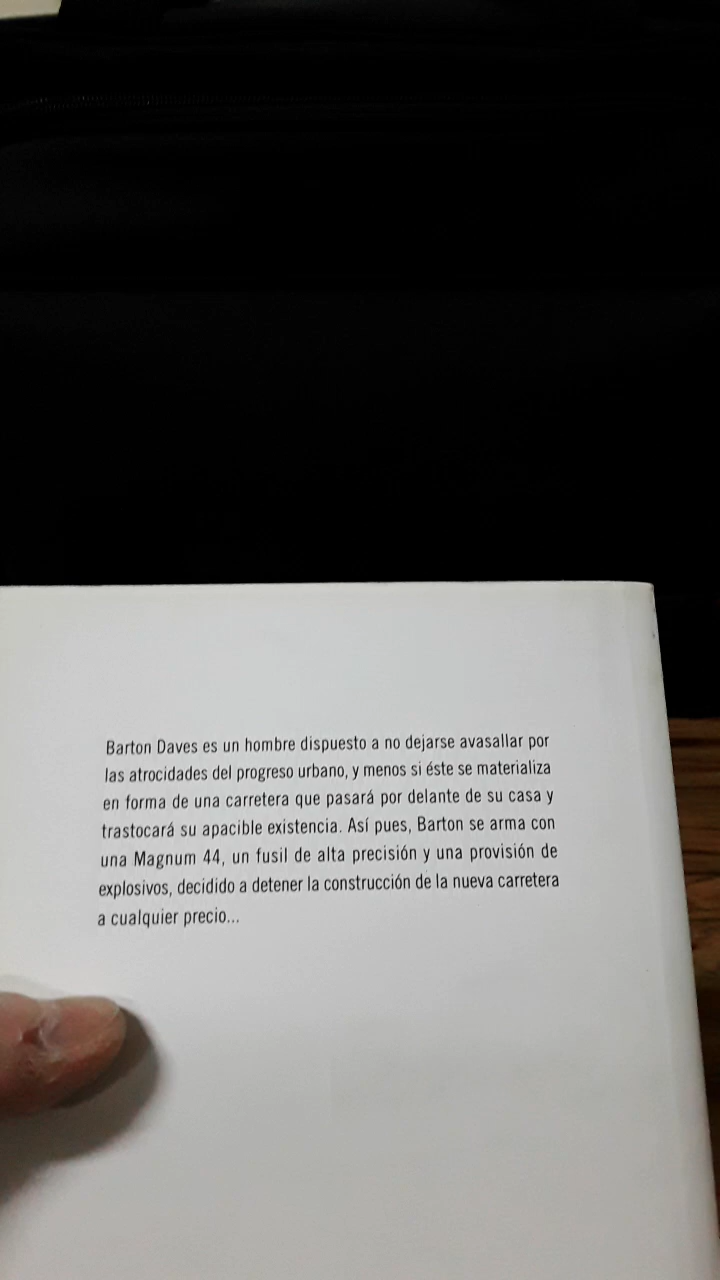 Barton Daves es un hombre dispuesto a no dejarse avasallar por
las atrocidades del progreso urbano, y menos si éste se materializa
en forma de una carretera que pasará por delante de su casa y
trastocará su apacible existencia. Así pues, Barton se arma con
una Magnum 44, un fusil de alta precisión y una provisión de
explosivos, decidido a detener la construcción de la nueva carretera
a cualquier precio...